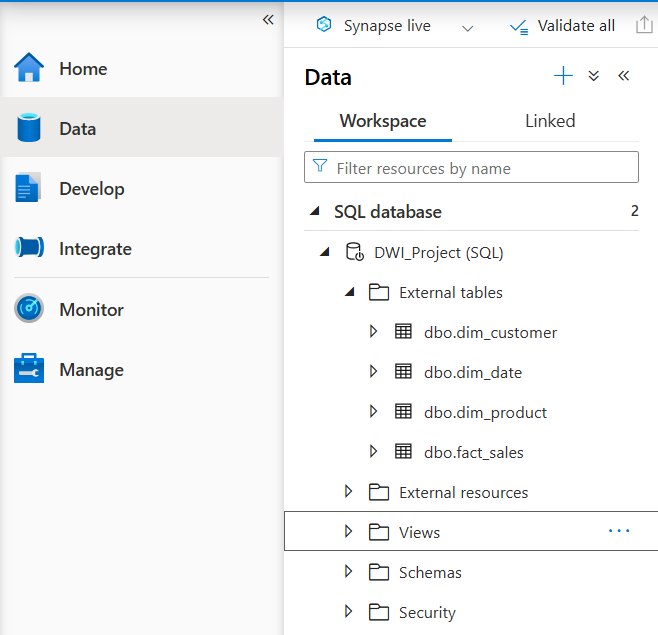 Home
Data
Develop
Integrate
Monitor
Manage
Synapse live
Validate all
Data
Workspace
Linked
Filter resources by name
SQL database 2
DWI_Project (SQL)
External tables
dbo.dim_customer
dbo.dim_date
dbo.dim_product
dbo.fact_sales
External resources
Views
Schemas
Security